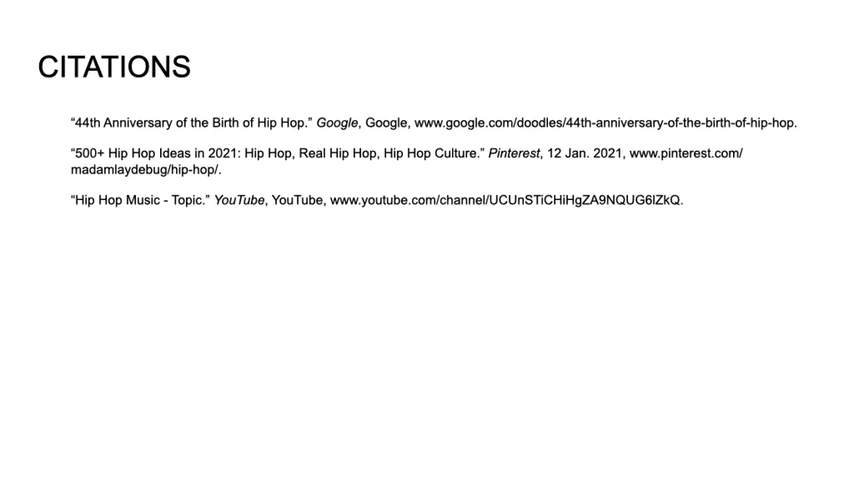 CITATIONS
“44th Anniversary of the Birth of Hip Hop.” Google, Google, www.google.com/doodles/44th-anniversary-of-the-birth-of-hip-hop.
“500+ Hip Hop Ideas in 2021: Hip Hop, Real Hip Hop, Hip Hop Culture.” Pinterest, 12 Jan. 2021, www.pinterest.com/
madamlaydebug/hip-hop/.
“Hip Hop Music - Topic.” YouTube, YouTube, www.youtube.com/channel/UCUnSTiCHiHgZA9NQUG6lZkQ.